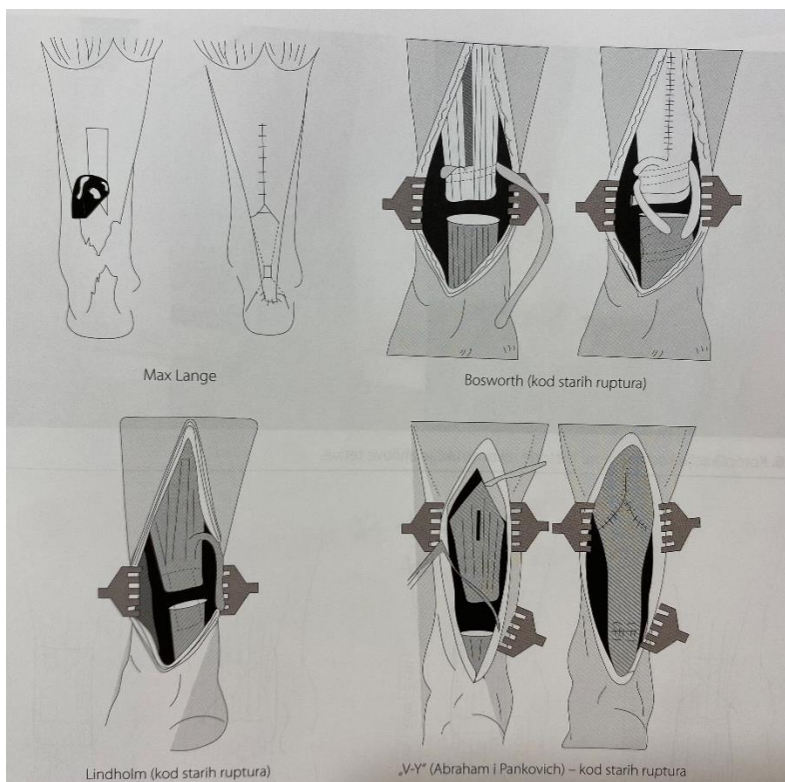 Max Lange
Bosworth (kod starih ruptura)
Lindholm (kod starih ruptura)
„V-Y“ (Abraham i Pankovich) – kod starih ruptura